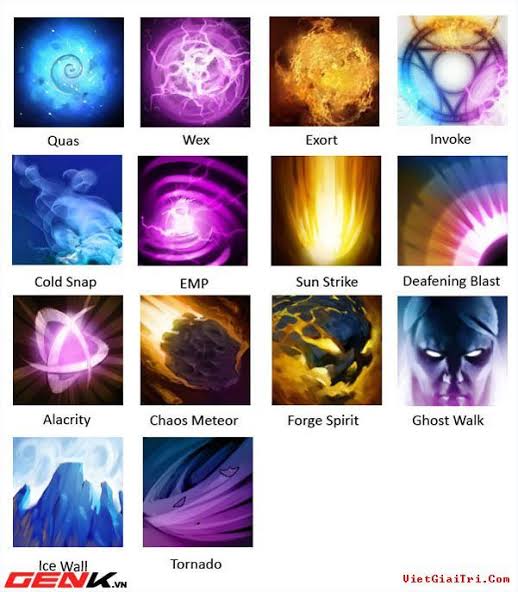 Quas Wex Exort Invoke
Cold Snap EMP Sun Strike Deafening Blast
Alacrity Chaos Meteor Forge Spirit Ghost Walk
Ice Wall Tornado
GENK.VN VietGiaiTri.Com